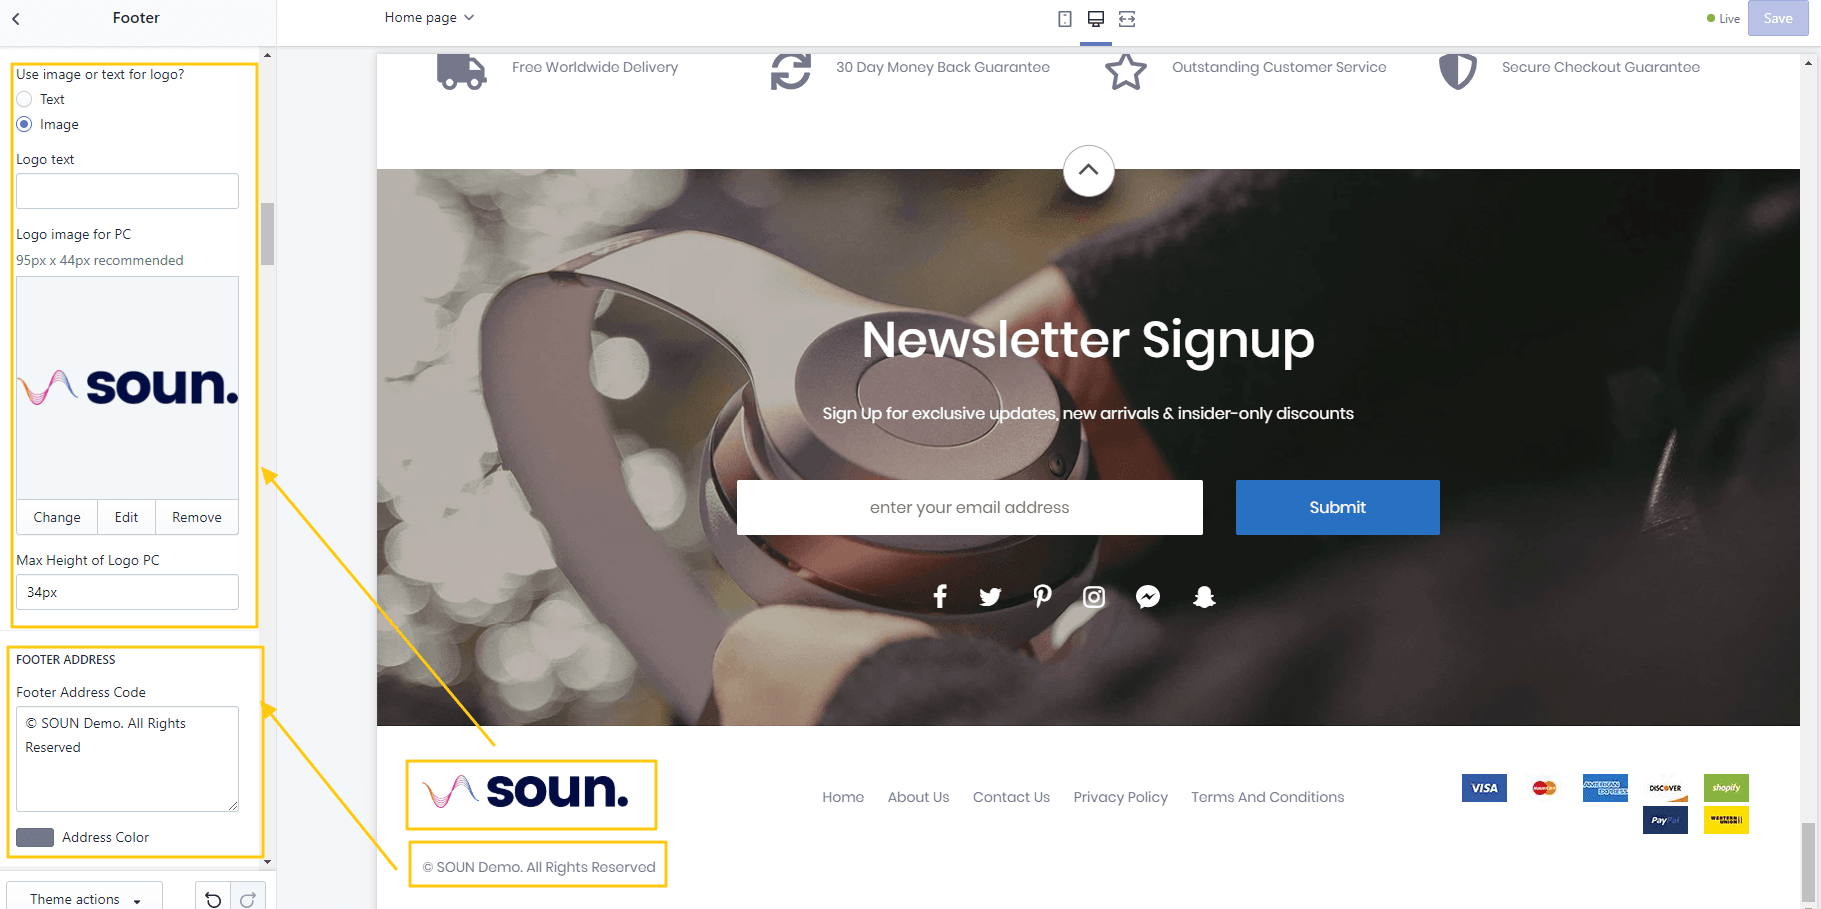 Footer
Home page
Live
Save
Use image or text for logo?
Text
Image
Logo text
Logo image for PC
95px x 44px recommended
soun.
Change
Edit
Remove
Max Height of Logo PC
34px
FOOTER ADDRESS
Footer Address Code
© SOUN Demo. All Rights
Reserved
Address Color
Theme actions
Free Worldwide Delivery
30 Day Money Back Guarantee
Outstanding Customer Service
Secure Checkout Guarantee
Newsletter Signup
Sign Up for exclusive updates, new arrivals & insider-only discounts
enter your email address
Submit
soun.
Home
About Us
Contact Us
Privacy Policy
Terms And Conditions
VISA
MasterCard
AMERICAN EXPRESS
DISCOVER
shopify
PayPal
WESTERN UNION
© SOUN Demo. All Rights Reserved